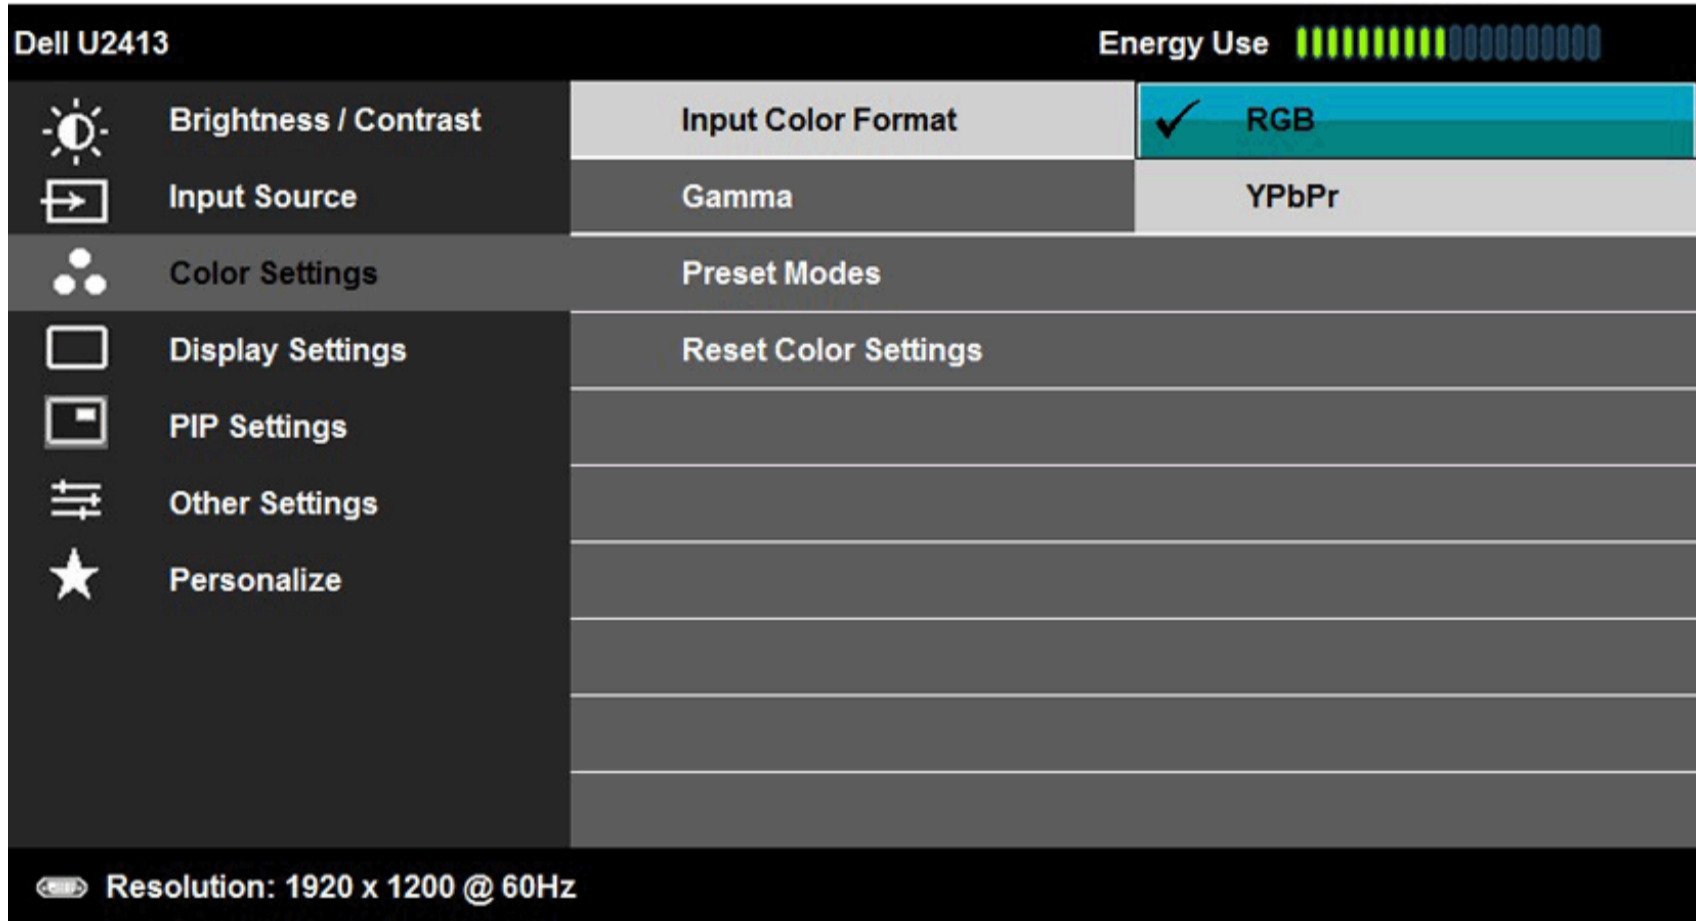 Dell U2413
Energy Use
Brightness / Contrast
Input Source
Color Settings
Display Settings
PIP Settings
Other Settings
Personalize
Input Color Format
Gamma
Preset Modes
Reset Color Settings
RGB
YPbPr
Resolution: 1920 x 1200 @ 60Hz